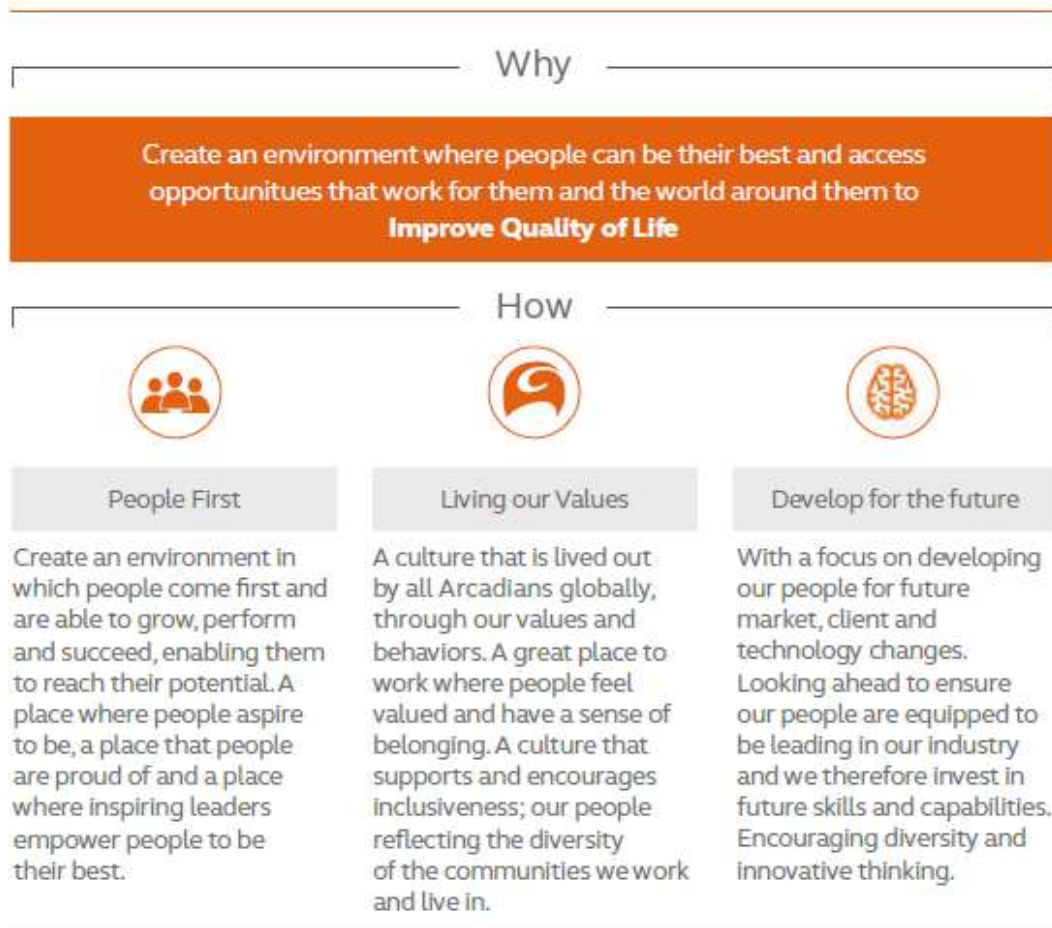 Why
Create an environment where people can be their best and access
opportunitues that work for them and the world around them to
Improve Quality of Life
How
People First
Create an environment in
which people come first and
are able to grow, perform
and succeed, enabling them
to reach their potential. A
place where people aspire
to be, a place that people
are proud of and a place
where inspiring leaders
empower people to be
their best.
Living our Values
A culture that is lived out
by all Arcadians globally,
through our values and
behaviors. A great place to
work where people feel
valued and have a sense of
belonging. A culture that
supports and encourages
inclusiveness; our people
reflecting the diversity
of the communities we work
and live in.
Develop for the future
With a focus on developing
our people for future
market, client and
technology changes.
Looking ahead to ensure
our people are equipped to
be leading in our industry
and we therefore invest in
future skills and capabilities.
Encouraging diversity and
innovative thinking.